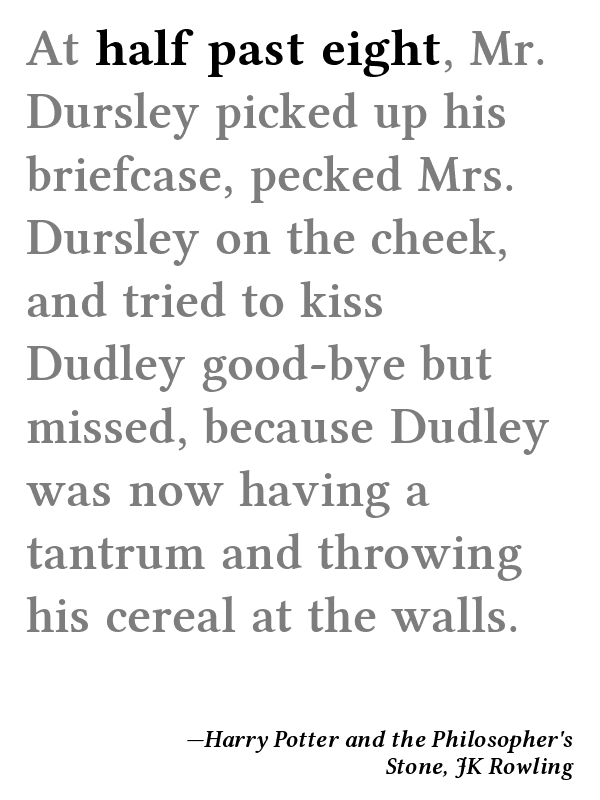 At half past eight, Mr.
Dursley picked up his
briefcase, pecked Mrs.
Dursley on the cheek,
and tried to kiss
Dudley good-bye but
missed, because Dudley
was now having a
tantrum and throwing
his cereal at the walls.
—Harry Potter and the Philosopher's
Stone, JK Rowling